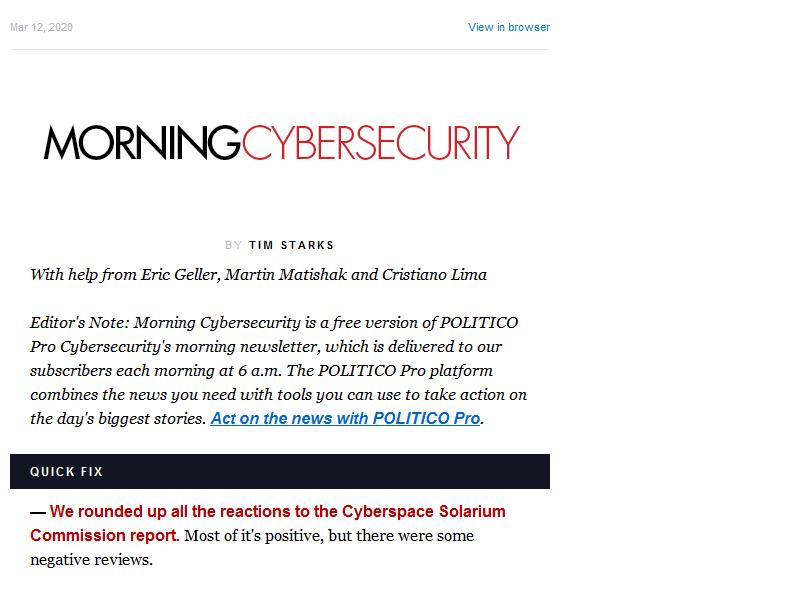 Mar 12, 2020
View in browser
MORNINGCYBERSECURITY
BY TIM STARKS
With help from Eric Geller, Martin Matishak and Cristiano Lima
Editor's Note: Morning Cybersecurity is a free version of POLITICO
Pro Cybersecurity's morning newsletter, which is delivered to our
subscribers each morning at 6 a.m. The POLITICO Pro platform
combines the news you need with tools you can use to take action on
the day's biggest stories. Act on the news with POLITICO Pro.
QUICK FIX
— We rounded up all the reactions to the Cyberspace Solarium
Commission report. Most of it's positive, but there were some
negative reviews.